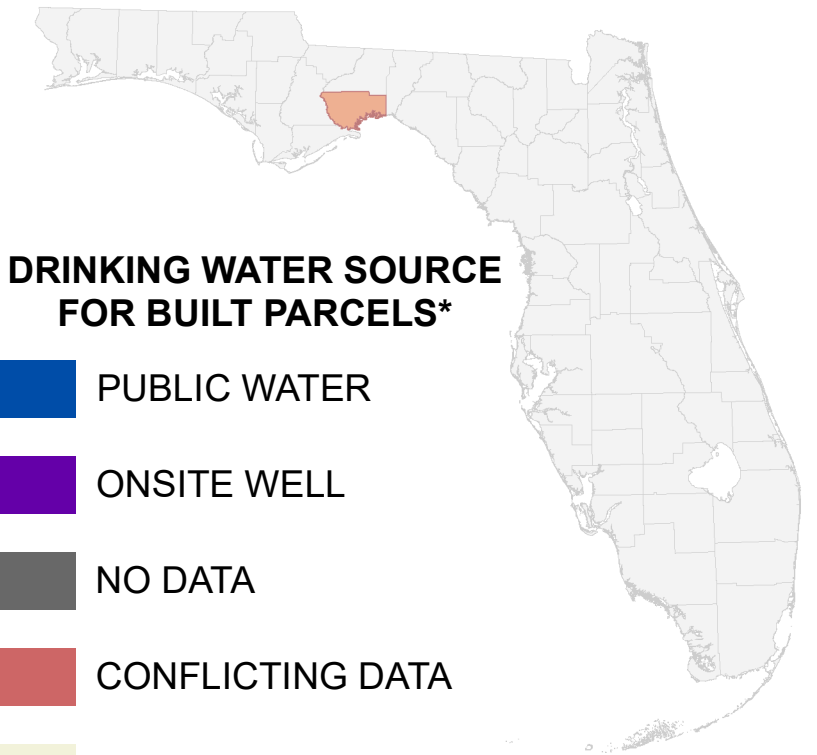 DRINKING WATER SOURCE
FOR BUILT PARCELS*
PUBLIC WATER
ONSITE WELL
NO DATA
CONFLICTING DATA